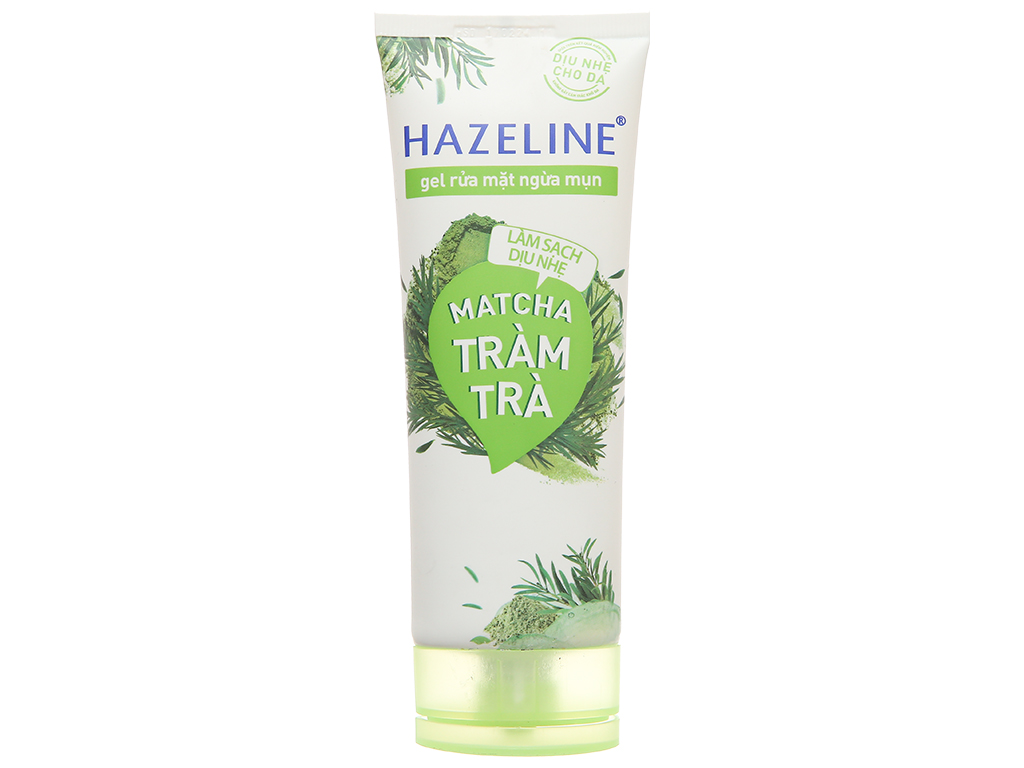 DỊU NHẸ
CHO DA
HAZELINE®
gel rửa mặt ngừa mụn
LÀM SẠCH
DỊU NHẸ
MATCHA
TRÀM
TRÀ